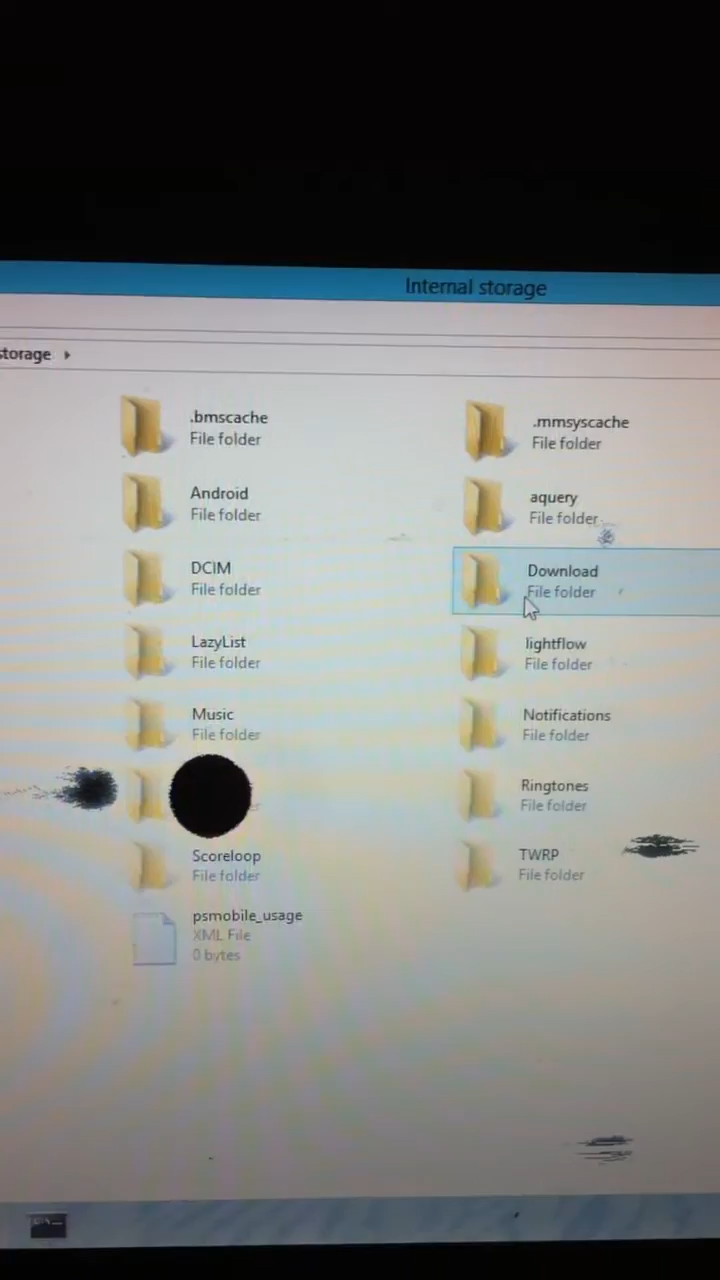 Internal storage
storage
.bmscache
File folder
.mmsyscache
File folder
Android
File folder
aquery
File folder
DCIM
File folder
Download
File folder
LazyList
File folder
lightflow
File folder
Music
File folder
Notifications
File folder
Ringtones
File folder
Scoreloop
File folder
TWRP
File folder
psmobile_usage
XML File
0 bytes